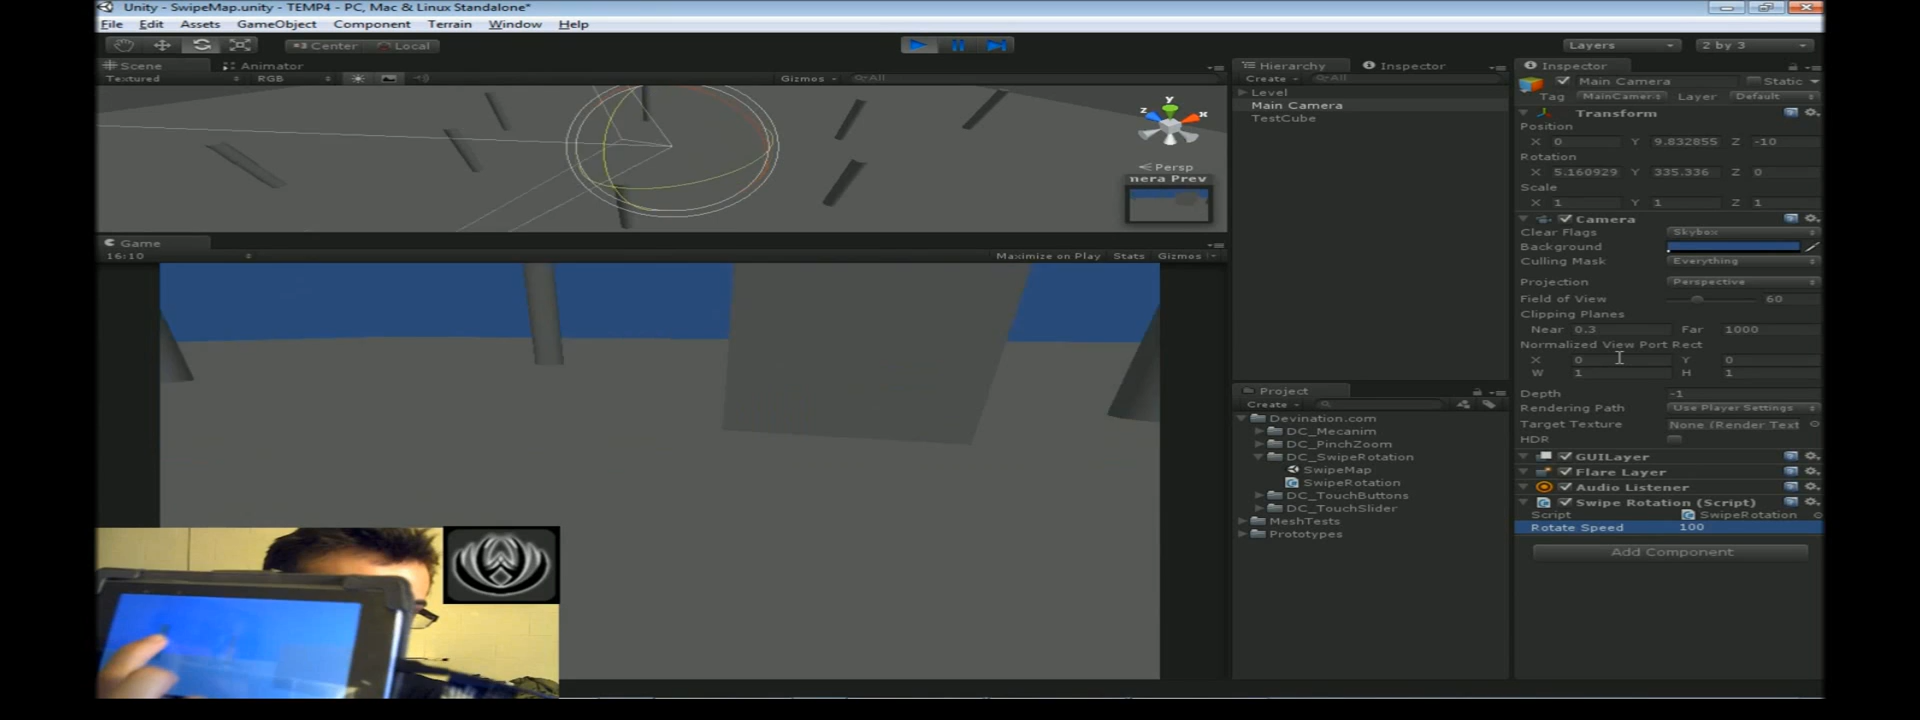 Unity - SwipeMap.unity - TEMP4 - PC, Mac & Linux Standalone*
File Edit Assets GameObject Component Terrain Window Help
Center Local Layers 2 by 3
Scene Animator
Textured RGB Gizmos All
y
z x
Persp
nera Prev
Game
16:10 Maximize on Play Stats Gizmos
Hierarchy Inspector
Create All
Level
Main Camera
TestCube
Project
Create
Devination.com
DC_Mecanim
DC_PinchZoom
DC_SwipeRotation
SwipeMap
SwipeRotation
DC_TouchButtons
DC_TouchSlider
MeshTests
Prototypes
Inspector
Main Camera Static
Tag MainCamer Layer Default
Transform
Position
X 0 Y 9.832855 Z -10
Rotation
X 5.160929 Y 335.336 Z 0
Scale
X 1 Y 1 Z 1
Camera
Clear Flags Skybox
Background
Culling Mask Everything
Projection Perspective
Field of View 60
Clipping Planes
Near 0.3 Far 1000
Normalized View Port Rect
X 0 Y 0
W 1 H 1
Depth -1
Rendering Path Use Player Settings
Target Texture None (Render Text
HDR
GUILayer
Flare Layer
Audio Listener
Swipe Rotation (Script)
Script SwipeRotation
Rotate Speed 100
Add Component